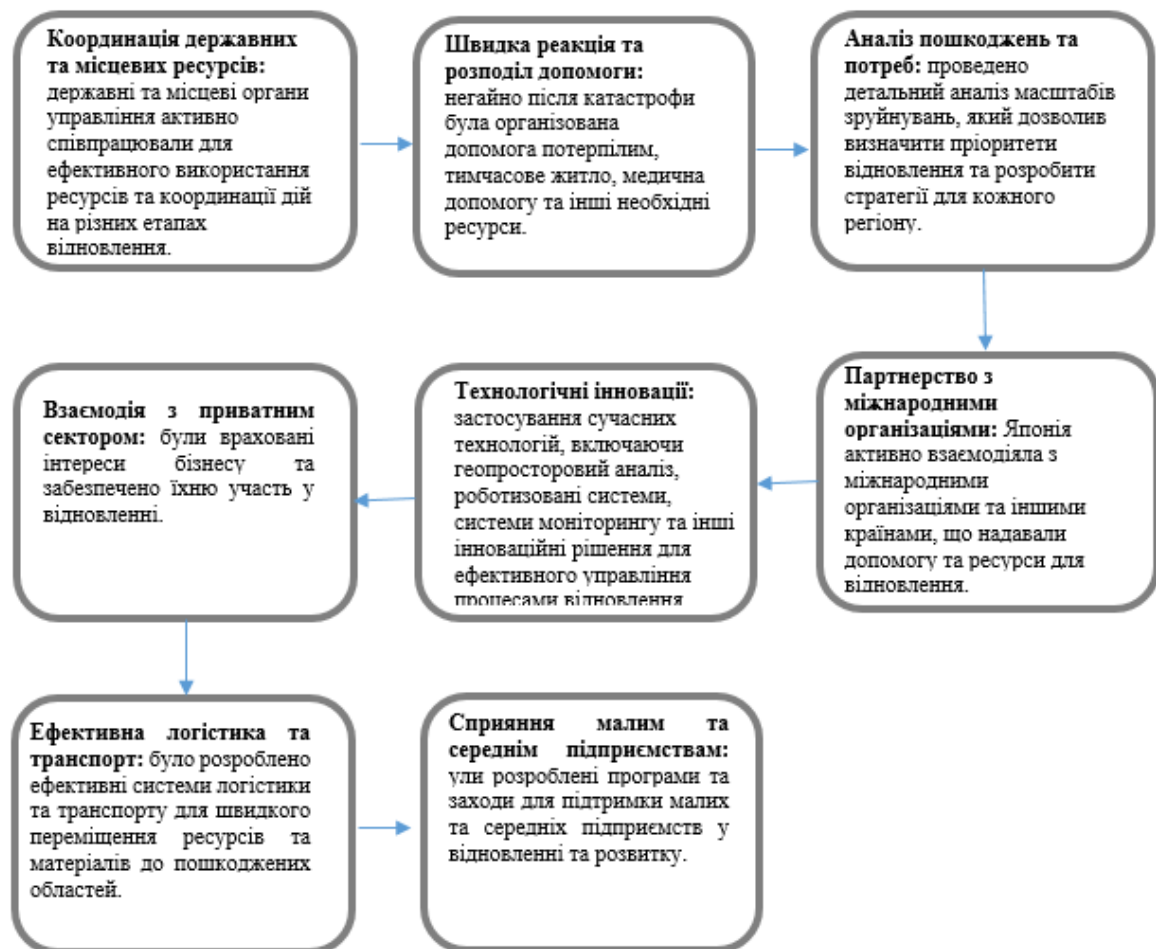 Координація державних
та місцевих ресурсів:
державні та місцеві органи
управління активно
співпрацювали для
ефективного використання
ресурсів та координації дій
на різних етапах
відновлення.
Швидка реакція та
розподіл допомоги:
негайно після катастрофи
була організована
допомога потерпілим,
тимчасове житло, медична
допомогу та інші необхідні
ресурси.
Аналіз пошкоджень та
потреб: проведено
детальний аналіз масштабів
зруйнувань, який дозволив
визначити пріоритети
відновлення та розробити
стратегії для кожного
регіону.
Партнерство з
міжнародними
організаціями: Японія
активно взаємодіяла з
міжнародними
організаціями та іншими
країнами, що надавали
допомогу та ресурси для
відновлення.
Технологічні інновації:
застосування сучасних
технологій, включаючи
геопросторовий аналіз,
роботизовані системи,
системи моніторингу та інші
інноваційні рішення для
ефективного управління
процесами відновлення
Взаємодія з приватним
сектором: були враховані
інтереси бізнесу та
забезпечено їхню участь у
відновленні.
Ефективна логістика та
транспорт: було розроблено
ефективні системи логістики
та транспорту для швидкого
переміщення ресурсів та
матеріалів до пошкоджених
областей.
Сприяння малим та
середнім підприємствам:
ули розроблені програми та
заходи для підтримки малих
та середніх підприємств у
відновленні та розвитку.